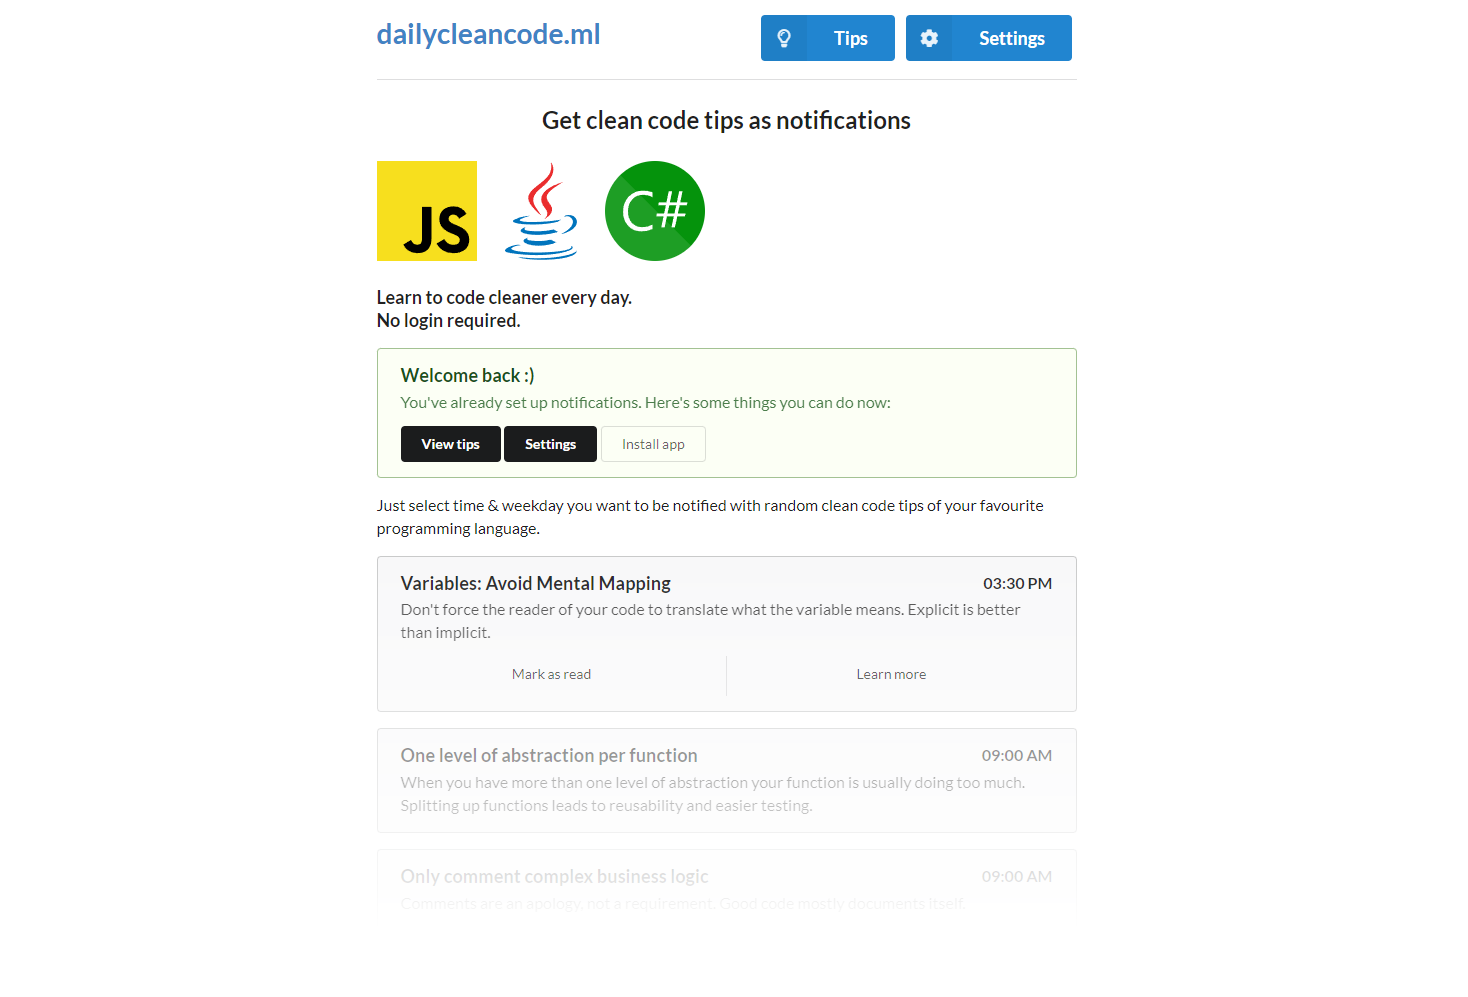 dailycleancode.ml
Tips
Settings
Get clean code tips as notifications
JS
C#
Learn to code cleaner every day.
No login required.
Welcome back :)
You've already set up notifications. Here's some things you can do now:
View tips
Settings
Install app
Just select time & weekday you want to be notified with random clean code tips of your favourite
programming language.
Variables: Avoid Mental Mapping
03:30 PM
Don't force the reader of your code to translate what the variable means. Explicit is better
than implicit.
Mark as read
Learn more
One level of abstraction per function
09:00 AM
When you have more than one level of abstraction your function is usually doing too much.
Splitting up functions leads to reusability and easier testing.
Only comment complex business logic
09:00 AM
Comments are an apology, not a requirement. Good code mostly documents itself.